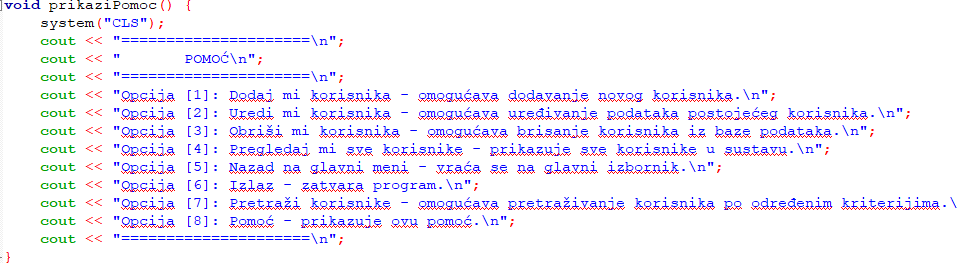 void prikaziPomoc() {
    system("CLS");
    cout << "=====================\n";
    cout << "       POMOĆ\n";
    cout << "=====================\n";
    cout << "Opcija [1]: Dodaj mi korisnika - omogućava dodavanje novog korisnika.\n";
    cout << "Opcija [2]: Uredi mi korisnika - omogućava uređivanje podataka postojećeg korisnika.\n";
    cout << "Opcija [3]: Obriši mi korisnika - omogućava brisanje korisnika iz baze podataka.\n";
    cout << "Opcija [4]: Pregledaj mi sve korisnike - prikazuje sve korisnike u sustavu.\n";
    cout << "Opcija [5]: Nazad na glavni meni - vraća se na glavni izbornik.\n";
    cout << "Opcija [6]: Izlaz - zatvara program.\n";
    cout << "Opcija [7]: Pretraži korisnike - omogućava pretraživanje korisnika po određenim kriterijima.\
    cout << "Opcija [8]: Pomoć - prikazuje ovu pomoć.\n";
    cout << "=====================\n";
}